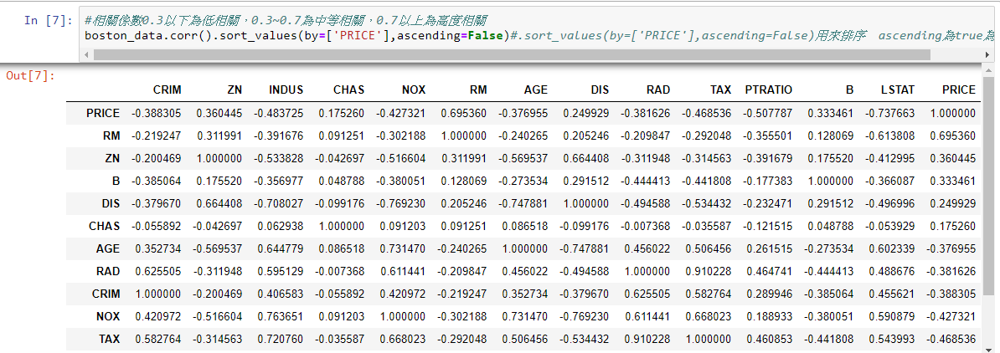 In [7]:
#相關係數0.3以下為低相關，0.3~0.7為中等相關，0.7以上為高度相關
boston_data.corr().sort_values(by=['PRICE'],ascending=False)#.sort_values(by=['PRICE'],ascending=False)用來排序 ascending為true為
Out[7]:
CRIM ZN INDUS CHAS NOX RM AGE DIS RAD TAX PTRATIO B LSTAT PRICE
PRICE -0.388305 0.360445 -0.483725 0.175260 -0.427321 0.695360 -0.376955 0.249929 -0.381626 -0.468536 -0.507787 0.333461 -0.737663 1.000000
RM -0.219247 0.311991 -0.391676 0.091251 -0.302188 1.000000 -0.240265 0.205246 -0.209847 -0.292048 -0.355501 0.128069 -0.613808 0.695360
ZN -0.200469 1.000000 -0.533828 -0.042697 -0.516604 0.311991 -0.569537 0.664408 -0.311948 -0.314563 -0.391679 0.175520 -0.412995 0.360445
B -0.385064 0.175520 -0.356977 0.048788 -0.380051 0.128069 -0.273534 0.291512 -0.444413 -0.441808 -0.177383 1.000000 -0.366087 0.333461
DIS -0.379670 0.664408 -0.708027 -0.099176 -0.769230 0.205246 -0.747881 1.000000 -0.494588 -0.534432 -0.232471 0.291512 -0.496996 0.249929
CHAS -0.055892 -0.042697 0.062938 1.000000 0.091203 0.091251 0.086518 -0.099176 -0.007368 -0.035587 -0.121515 0.048788 -0.053929 0.175260
AGE 0.352734 -0.569537 0.644779 0.086518 0.731470 -0.240265 1.000000 -0.747881 0.456022 0.506456 0.261515 -0.273534 0.602339 -0.376955
RAD 0.625505 -0.311948 0.595129 -0.007368 0.611441 -0.209847 0.456022 -0.494588 1.000000 0.910228 0.464741 -0.444413 0.488676 -0.381626
CRIM 1.000000 -0.200469 0.406583 -0.055892 0.420972 -0.219247 0.352734 -0.379670 0.625505 0.582764 0.289946 -0.385064 0.455621 -0.388305
NOX 0.420972 -0.516604 0.763651 0.091203 1.000000 -0.302188 0.731470 -0.769230 0.611441 0.668023 0.188933 -0.380051 0.590879 -0.427321
TAX 0.582764 -0.314563 0.720760 -0.035587 0.668023 -0.292048 0.506456 -0.534432 0.910228 1.000000 0.460853 -0.441808 0.543993 -0.468536